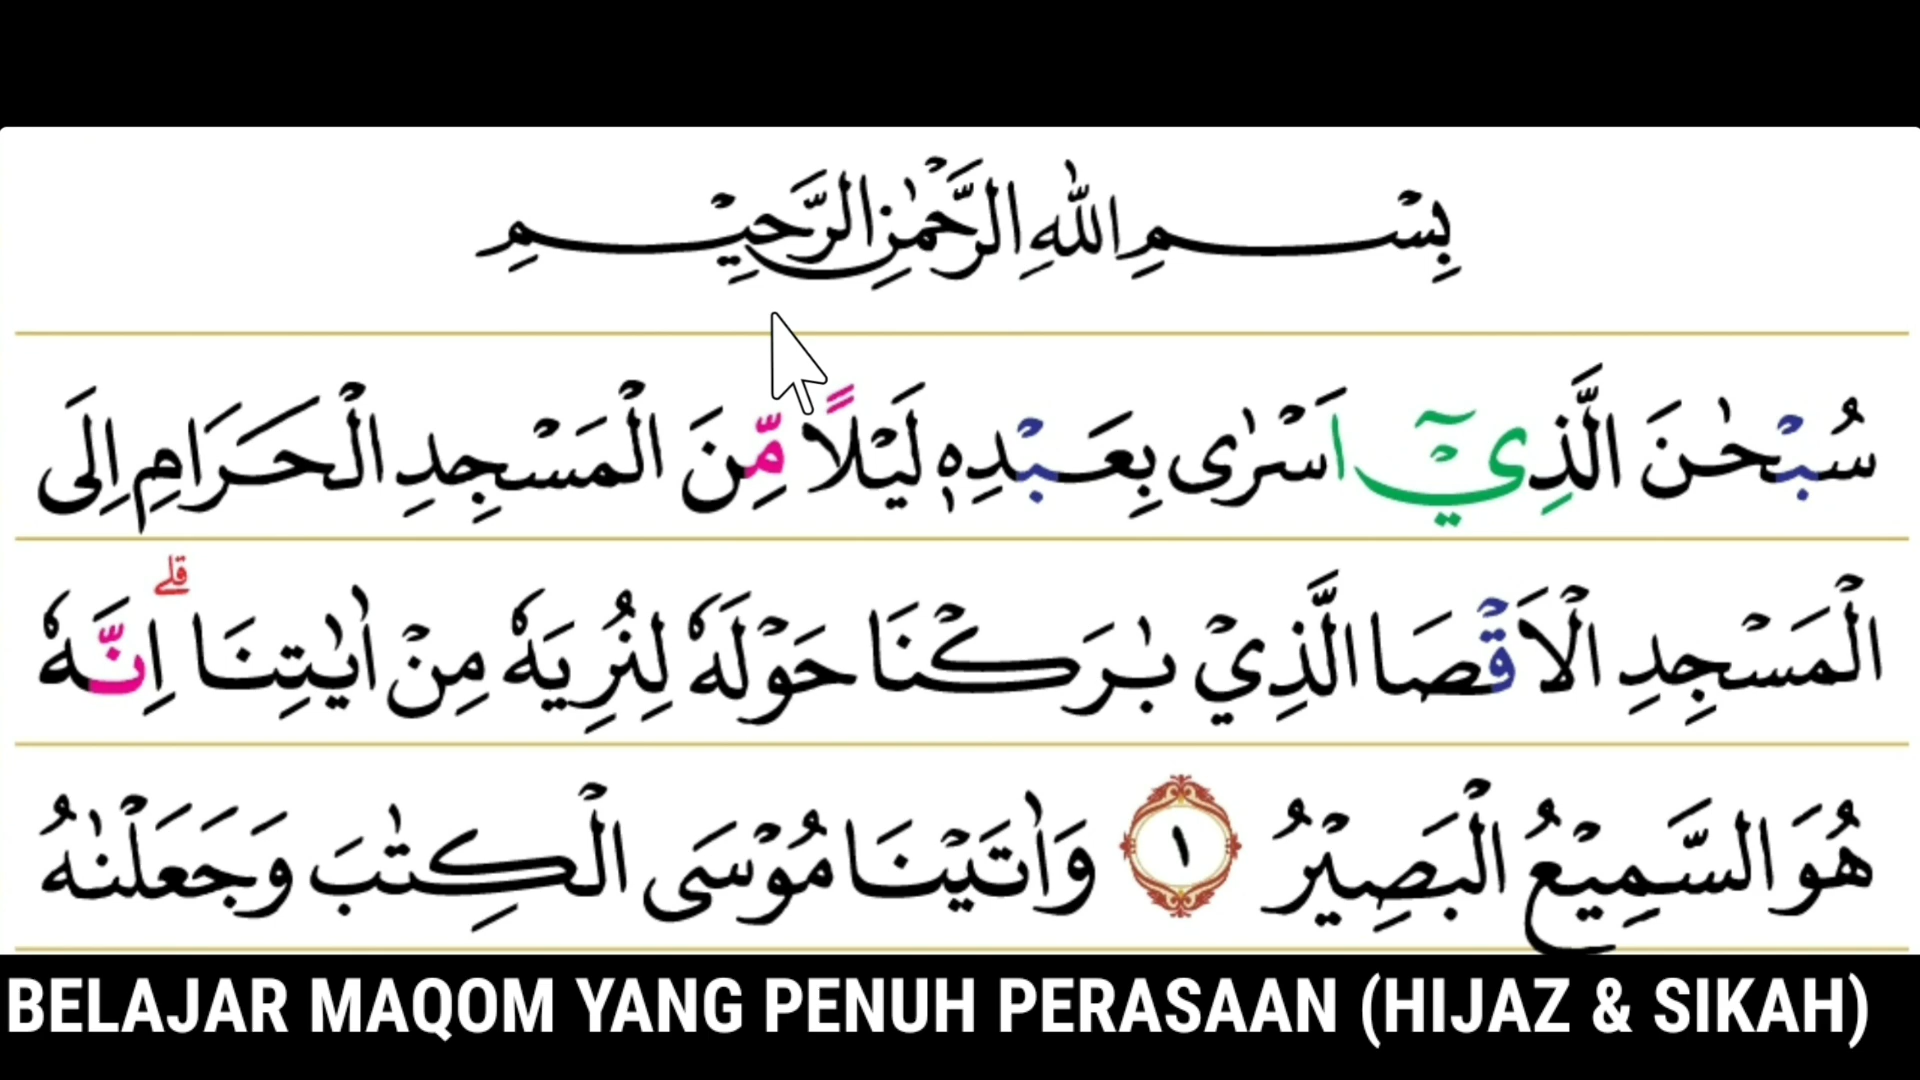 بِسْمِ اللّٰهِ الرَّحْمٰنِ الرَّحِيْمِ
سُبْحٰنَ الَّذِيْٓ اَسْرٰى بِعَبْدِهٖ لَيْلًا مِّنَ الْمَسْجِدِ الْحَرَامِ اِلَى
الْمَسْجِدِ الْاَقْصَا الَّذِيْ بٰرَكْنَا حَوْلَهٗ لِنُرِيَهٗ مِنْ اٰيٰتِنَاۗ اِنَّهٗ
هُوَ السَّمِيْعُ الْبَصِيْرُ ١ وَاٰتَيْنَا مُوْسَى الْكِتٰبَ وَجَعَلْنٰهُ
BELAJAR MAQOM YANG PENUH PERASAAN (HIJAZ & SIKAH)